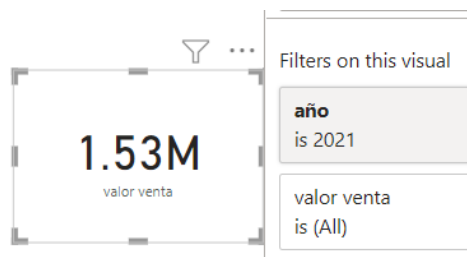 1.53M
valor venta
Filters on this visual
año
is 2021
valor venta
is (All)